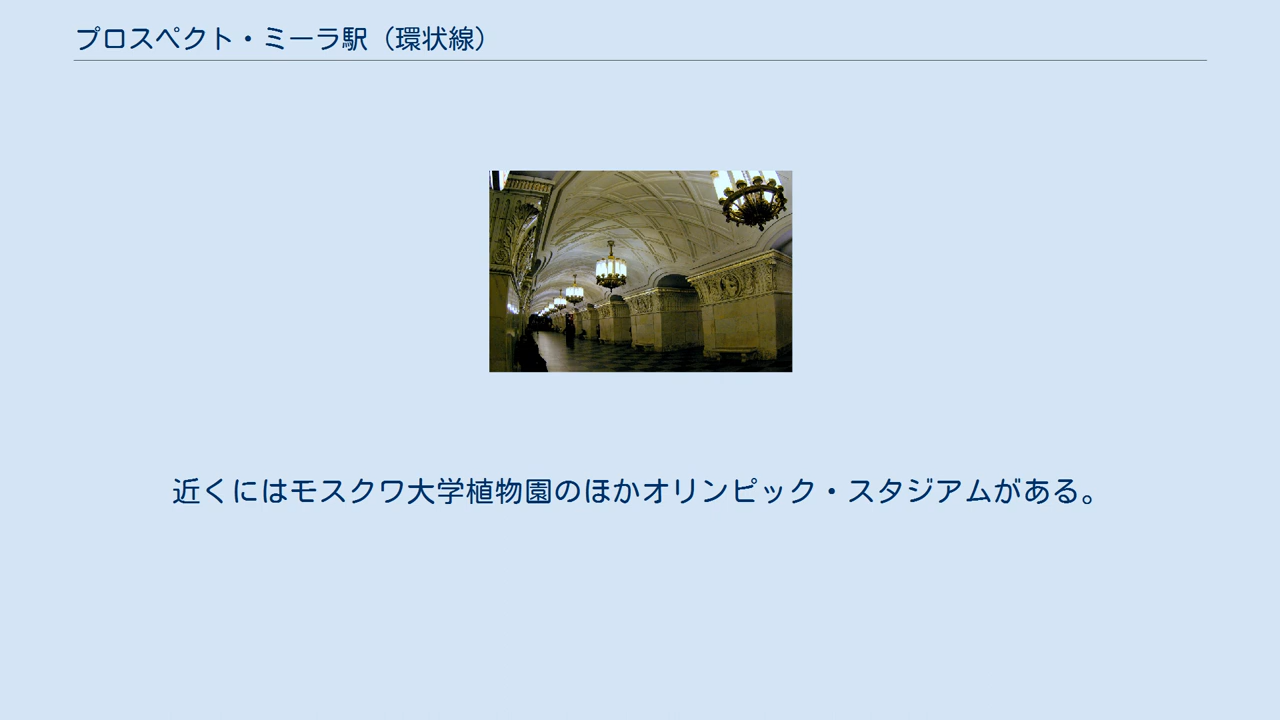 プロスペクト・ミーラ駅（環状線）
近くにはモスクワ大学植物園のほかオリンピック・スタジアムがある。